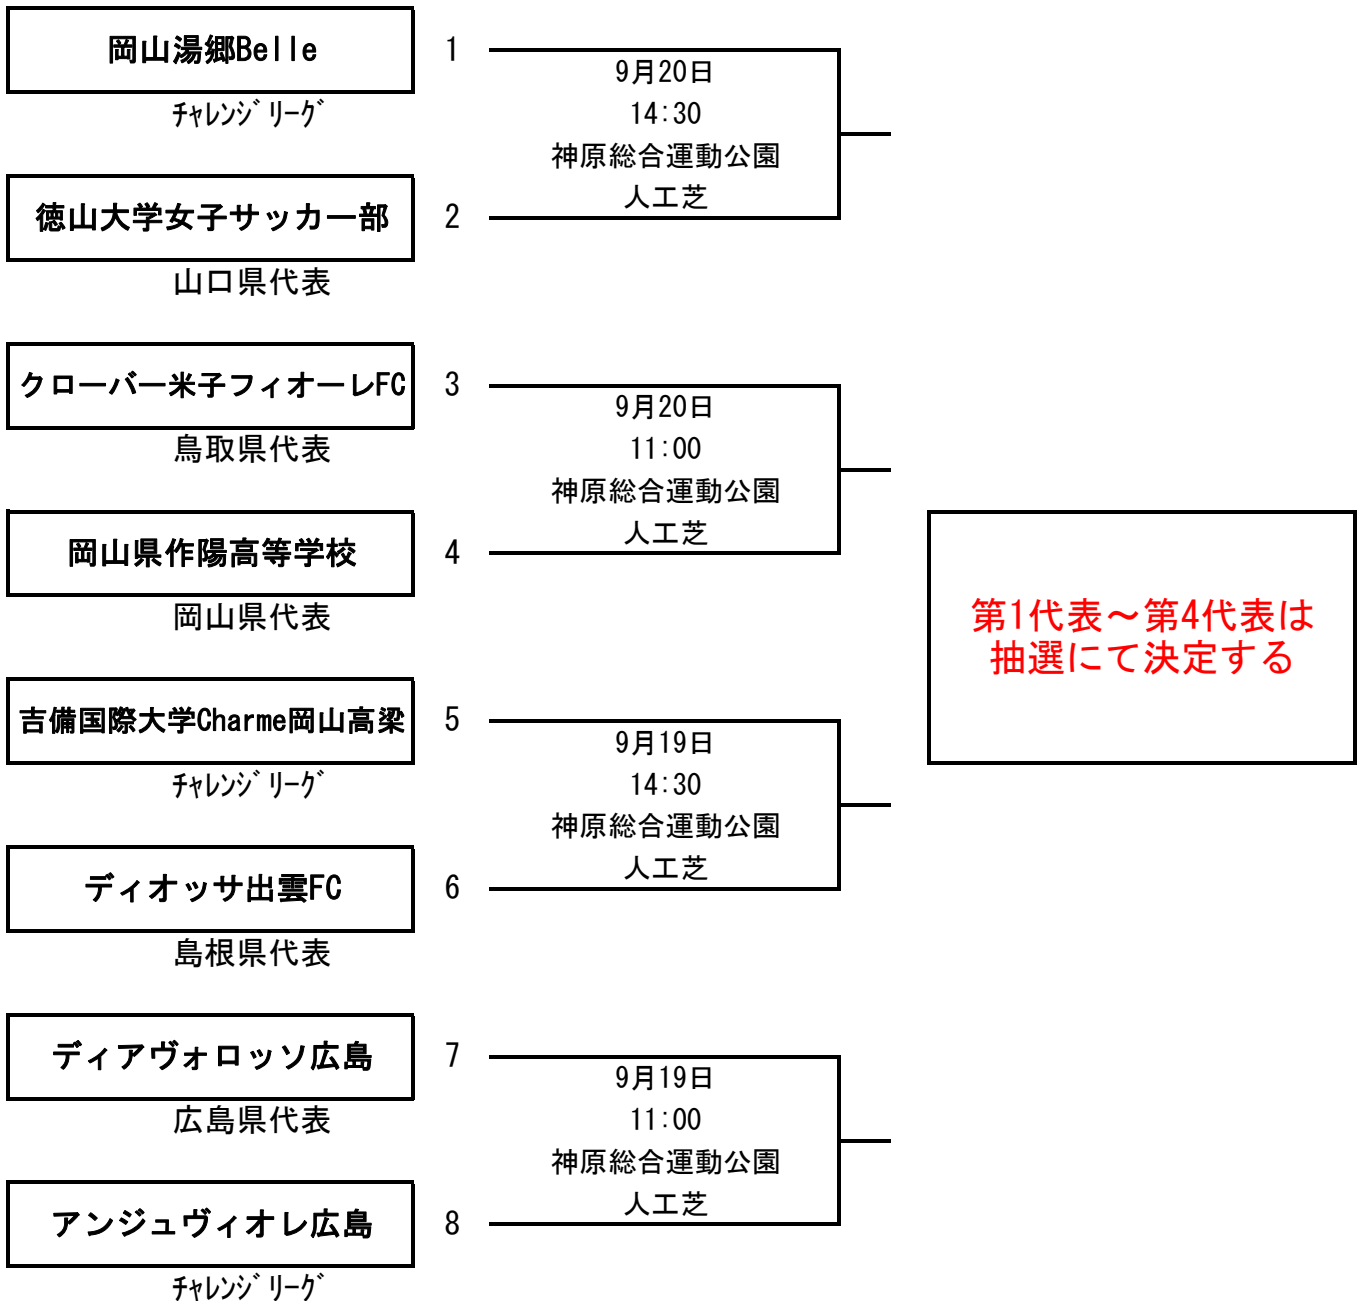 岡山湯郷Belle
1
チャレンジリーグ
9月20日
14:30
神原総合運動公園
人工芝
徳山大学女子サッカー部
2
山口県代表
クローバー米子フィオーレFC
3
鳥取県代表
9月20日
11:00
神原総合運動公園
人工芝
岡山県作陽高等学校
4
岡山県代表
第1代表～第4代表は
抽選にて決定する
吉備国際大学Charme岡山高梁
5
チャレンジリーグ
9月19日
14:30
神原総合運動公園
人工芝
ディオッサ出雲FC
6
島根県代表
ディアヴォロッソ広島
7
広島県代表
9月19日
11:00
神原総合運動公園
人工芝
アンジュヴィオレ広島
8
チャレンジリーグ